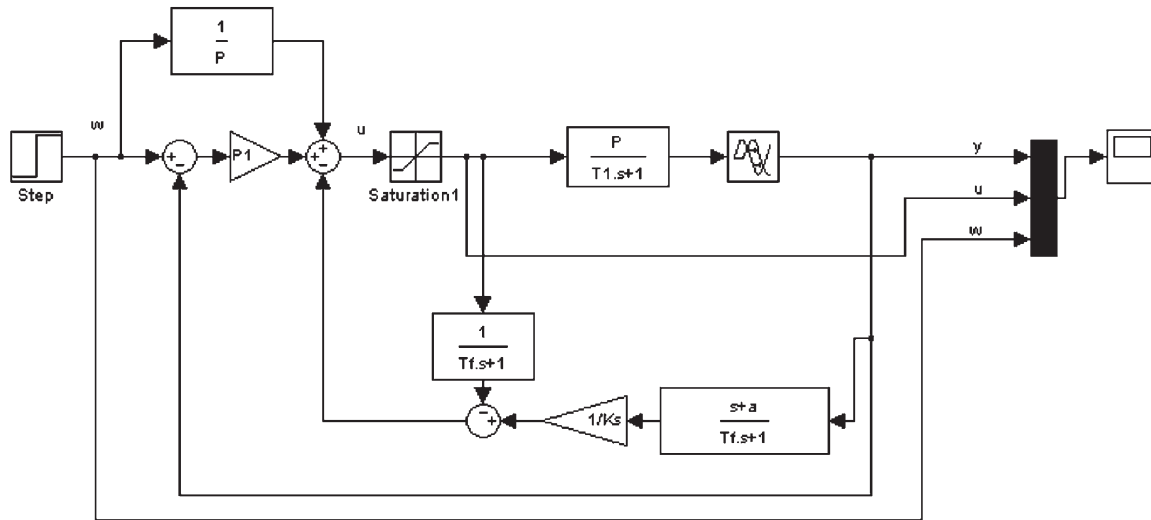 1
P
w
u
P1
Step
Saturation1
P
T1.s+1
y
u
w
1
Tf.s+1
1/Ks
s+a
Tf.s+1